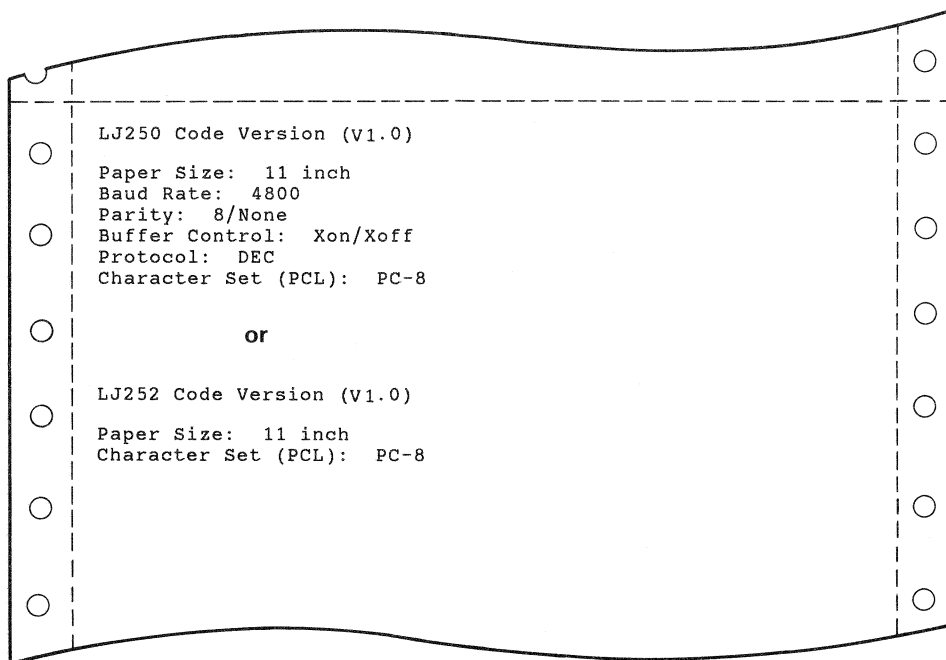 LJ250 Code Version (V1.0)
Paper Size:  11 inch
Baud Rate:  4800
Parity:  8/None
Buffer Control:  Xon/Xoff
Protocol:  DEC
Character Set (PCL):  PC-8
or
LJ252 Code Version (V1.0)
Paper Size:  11 inch
Character Set (PCL):  PC-8